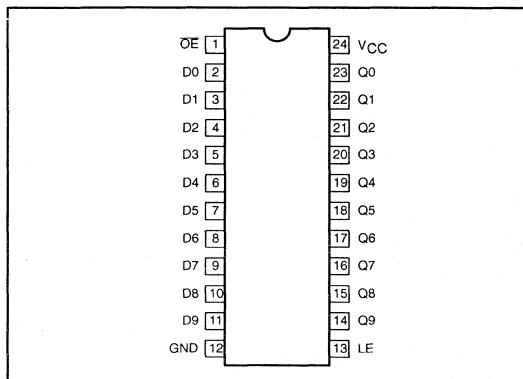 OE 1 24 VCC
D0 2 23 Q0
D1 3 22 Q1
D2 4 21 Q2
D3 5 20 Q3
D4 6 19 Q4
D5 7 18 Q5
D6 8 17 Q6
D7 9 16 Q7
D8 10 15 Q8
D9 11 14 Q9
GND 12 13 LE